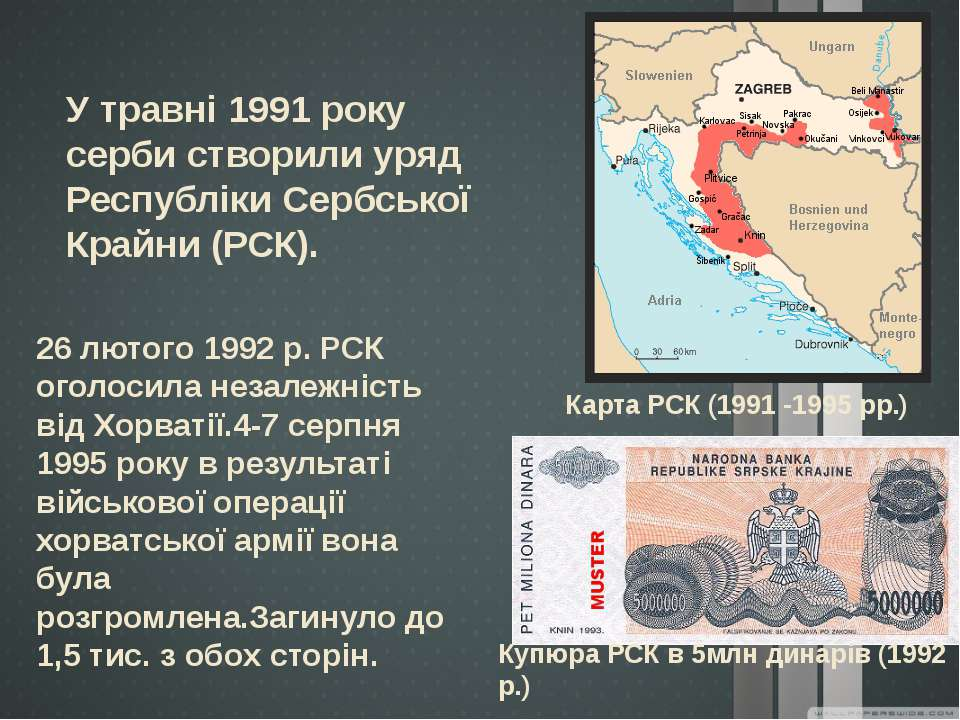 У травні 1991 року
серби створили уряд
Республіки Сербської
Крайни (РСК).
26 лютого 1992 р. РСК
оголосила незалежність
від Хорватії.4-7 серпня
1995 року в результаті
військової операції
хорватської армії вона
була
розгромлена.Загинуло до
1,5 тис. з обох сторін.
Ungarn
Danube
Slowenien
ZAGREB
Beli Manastir
Karlovac
Sisak
Pakrac
Osijek
Rijeka
Petrinja
Novska
Okučani
Vinkovci
Vukovar
Pula
Plitvice
Gospić
Gračac
Bosnien und
Herzegovina
Zadar
Knin
Šibenik
Split
Adria
Ploče
Monte-
negro
Dubrovnik
0 30 60 km
Карта РСК (1991 -1995 рр.)
PET MILIONA DINARA
5000000
NARODNA BANKA
REPUBLIKE SRPSKE KRAJINE
MUSTER
5000000
KNIN 1993.
FALSIFIKOVANJE SE KAŽNJAVA PO ZAKONU
Купюра РСК в 5млн динарів (1992
р.)
WALLPAPERSWIDE.COM